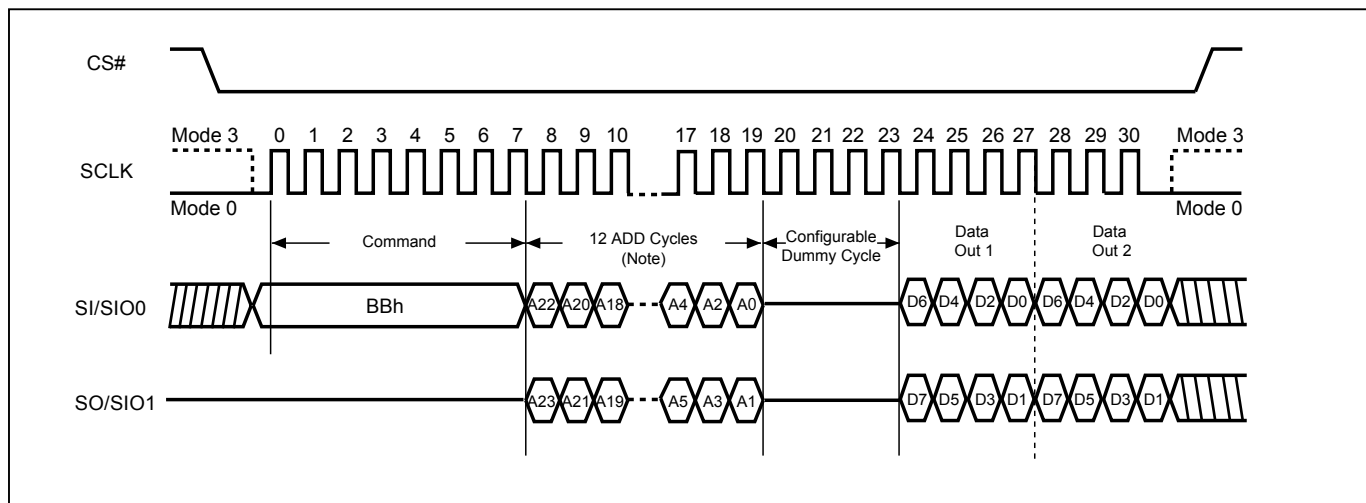 CS#
Mode 3 0 1 2 3 4 5 6 7 8 9 10 17 18 19 20 21 22 23 24 25 26 27 28 29 30 Mode 3
SCLK
Mode 0 Mode 0
Command 12 ADD Cycles (Note) Configurable Dummy Cycle Data Out 1 Data Out 2
SI/SIO0 BBh A22 A20 A18 A4 A2 A0 D6 D4 D2 D0 D6 D4 D2 D0
SO/SIO1 A23 A21 A19 A5 A3 A1 D7 D5 D3 D1 D7 D5 D3 D1